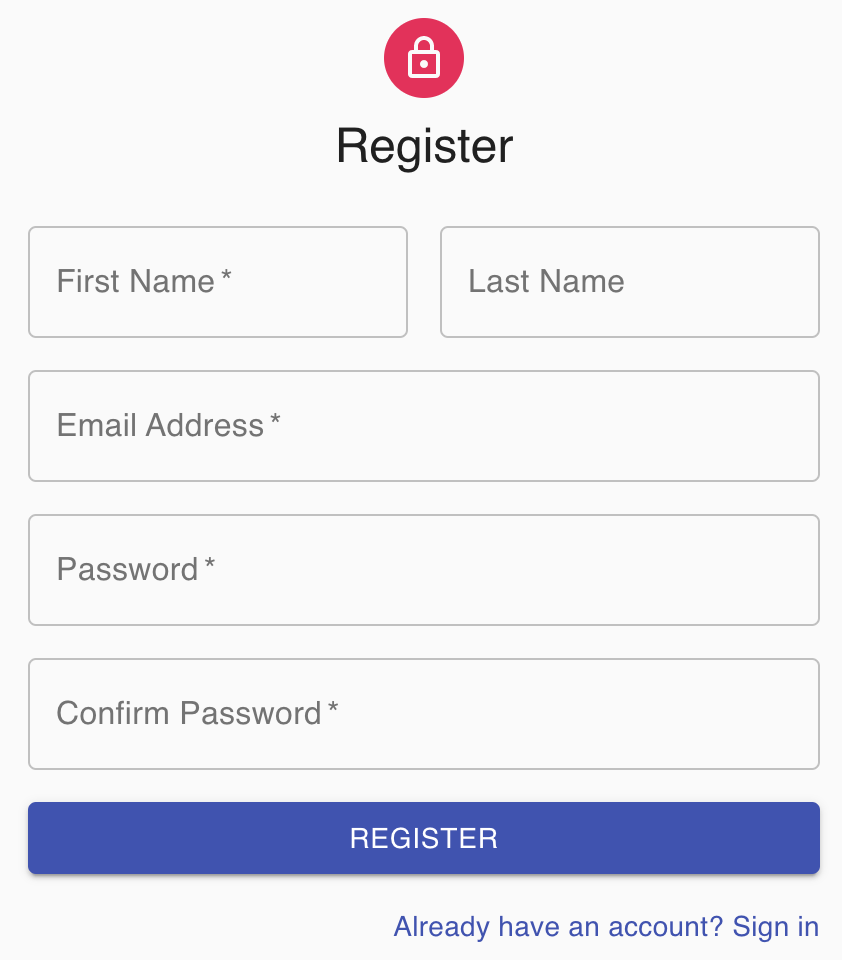 Register
First Name *
Last Name
Email Address *
Password *
Confirm Password *
REGISTER
Already have an account? Sign in